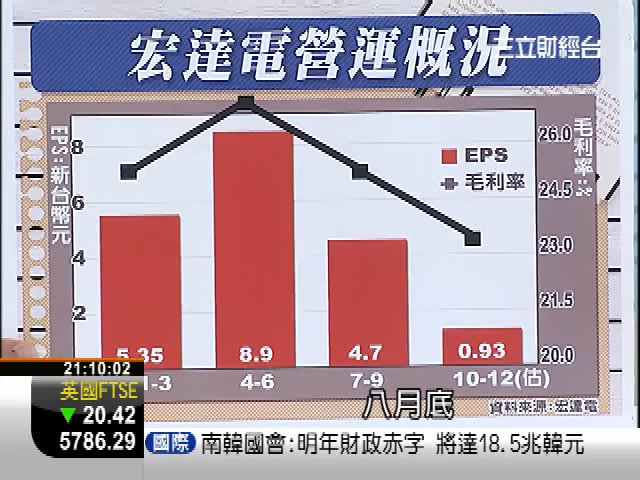 宏達電營運概況
三立財經台
EPS:新台幣元
8
6
4
2
毛利率:%
26.0
24.5
23.0
21.5
20.0
EPS
毛利率
5.35
8.9
4.7
0.93
1-3
4-6
7-9
10-12(估)
資料來源:宏達電
八月底
21:10:02
英國FTSE
▼20.42
5786.29
國際 南韓國會:明年財政赤字 將達18.5兆韓元